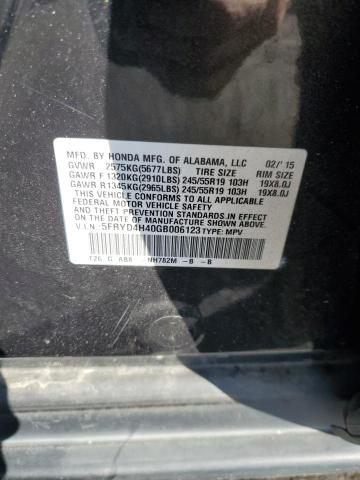 MFD. BY HONDA MFG. OF ALABAMA, LLC 02/'15
GVWR 2575KG(5677LBS) TIRE SIZE RIM SIZE
GAWR F 1320KG(2910LBS) 245/55R19 103H 19X8.0J
GAWR R 1345KG(2965LBS) 245/55R19 103H 19X8.0J
THIS VEHICLE CONFORMS TO ALL APPLICABLE
FEDERAL MOTOR VEHICLE SAFETY
AND THEFT PREVENTION STANDARDS IN EFFECT
ON THE DATE OF MANUFACTURE SHOWN ABOVE.
V.I.N.: 5FRYD4H40GB006123 TYPE: MPV
TZ6 G A88 NH782M -B -B